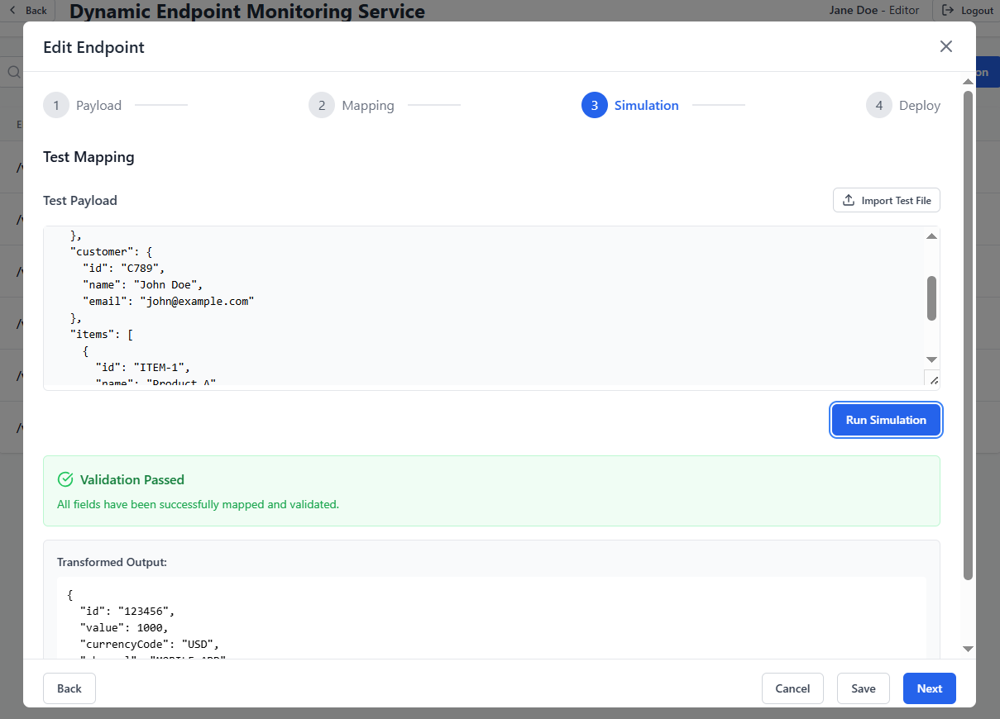 Back
Dynamic Endpoint Monitoring Service
Jane Doe - Editor
Logout
Edit Endpoint
on
1 Payload
2 Mapping
3 Simulation
4 Deploy
E
Test Mapping
Test Payload
Import Test File
},
"customer": {
"id": "C789",
"name": "John Doe",
"email": "john@example.com"
},
"items": [
{
"id": "ITEM-1",
"name": "Product A"
Run Simulation
Validation Passed
All fields have been successfully mapped and validated.
Transformed Output:
{
"id": "123456",
"value": 1000,
"currencyCode": "USD",
Back
Cancel
Save
Next